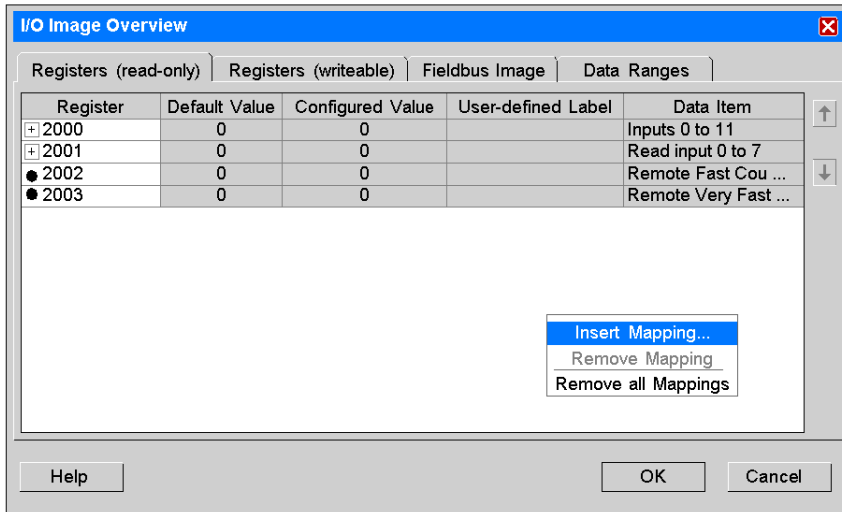 I/O Image Overview
Registers (read-only) Registers (writeable) Fieldbus Image Data Ranges
Register Default Value Configured Value User-defined Label Data Item
2000 0 0 Inputs 0 to 11
2001 0 0 Read input 0 to 7
2002 0 0 Remote Fast Cou ...
2003 0 0 Remote Very Fast ...
Insert Mapping...
Remove Mapping
Remove all Mappings
Help OK Cancel